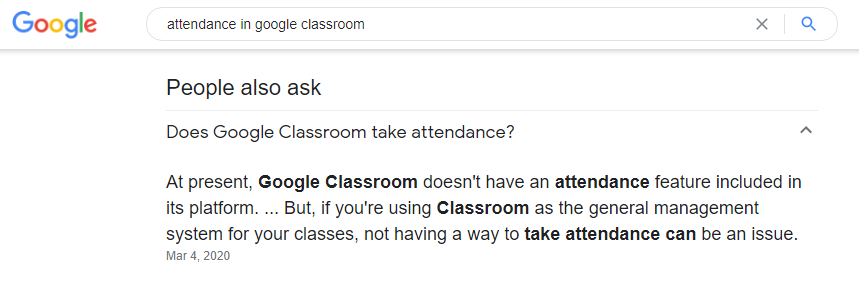 Google
attendance in google classroom
People also ask
Does Google Classroom take attendance?
At present, Google Classroom doesn't have an attendance feature included in
its platform. ... But, if you're using Classroom as the general management
system for your classes, not having a way to take attendance can be an issue.
Mar 4, 2020